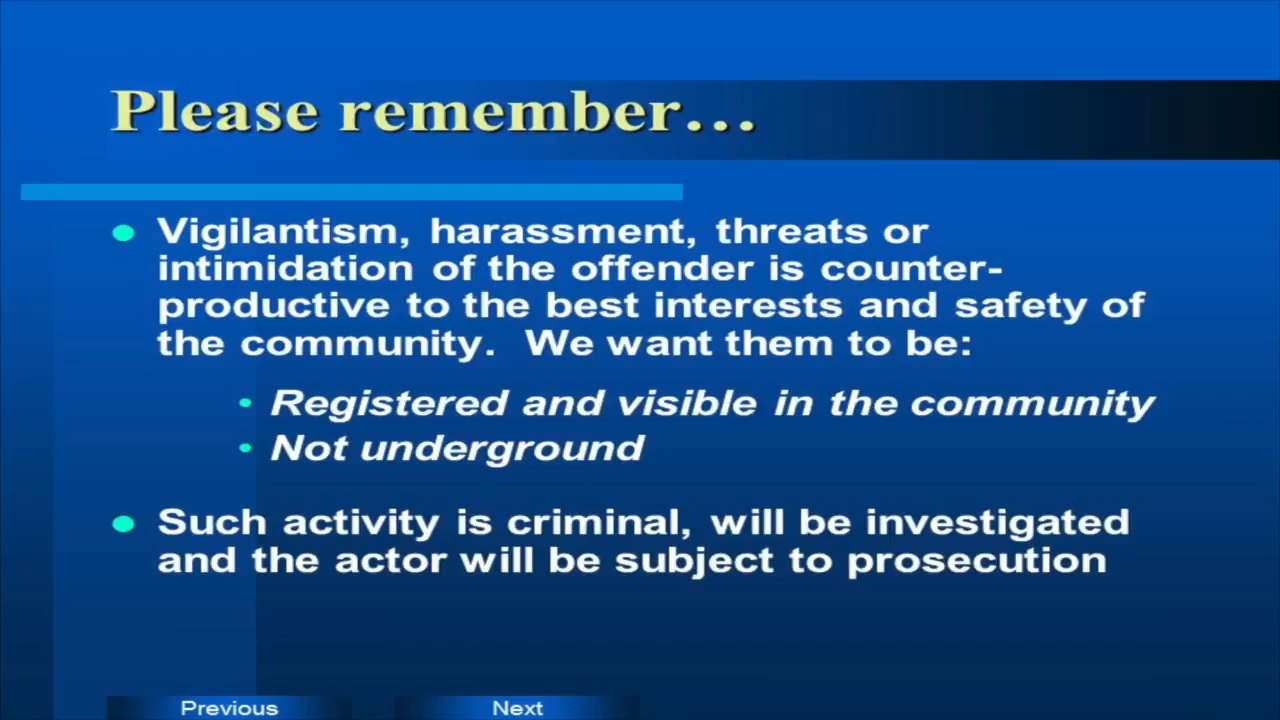 Please remember…
Vigilantism, harassment, threats or
intimidation of the offender is counter-
productive to the best interests and safety of
the community.  We want them to be:
Registered and visible in the community
Not underground
Such activity is criminal, will be investigated
and the actor will be subject to prosecution
Previous
Next